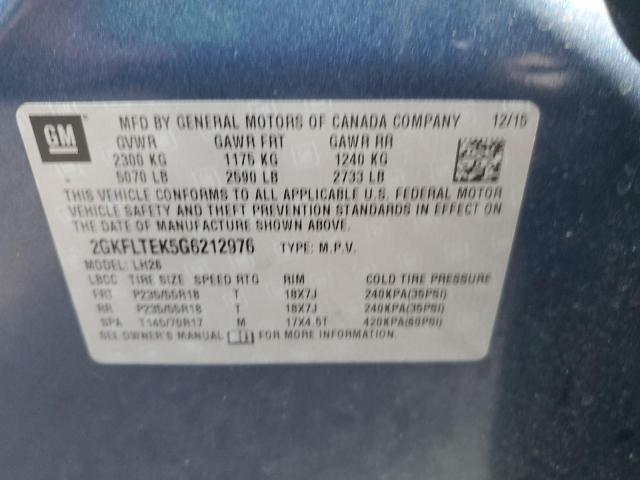 GM
MFD BY GENERAL MOTORS OF CANADA COMPANY 12/15
GVWR GAWR FRT GAWR RR
2300 KG 1175 KG 1240 KG
5070 LB 2590 LB 2733 LB
THIS VEHICLE CONFORMS TO ALL APPLICABLE U.S. FEDERAL MOTOR
VEHICLE SAFETY AND THEFT PREVENTION STANDARDS IN EFFECT ON
THE DATE OF MANUFACTURE SHOWN ABOVE.
2GKFLTEK5G6212976 TYPE: M.P.V.
MODEL: LH26
LBCC TIRE SIZE SPEED RTG RIM COLD TIRE PRESSURE
FRT P235/55R18 T 18X7J 240KPA(35PSI)
RR P235/55R18 T 18X7J 240KPA(35PSI)
SPA T145/70R17 M 17X4.5T 420KPA(60PSI)
SEE OWNER'S MANUAL FOR MORE INFORMATION.